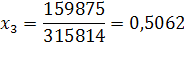 x₃ = 159875/315814 = 0,5062